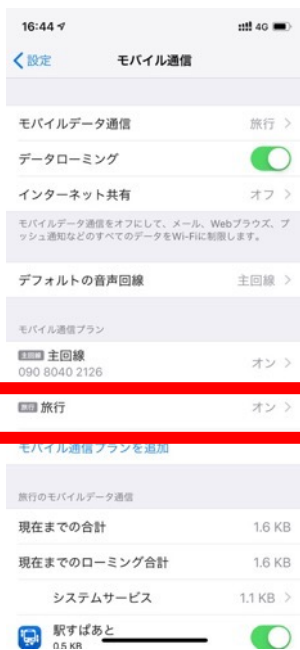 16:44
4G
設定
モバイル通信
モバイルデータ通信 旅行
データローミング
インターネット共有 オフ
モバイルデータ通信をオフにして、メール、Webブラウズ、プ
ッシュ通知などのすべてのデータをWi-Fiに制限します。
デフォルトの音声回線 主回線
モバイル通信プラン
主回線 主回線 オン
090 8040 2126
旅行 旅行 オン
モバイル通信プランを追加
旅行のモバイルデータ通信
現在までの合計 1.6 KB
現在までのローミング合計 1.6 KB
システムサービス 1.1 KB
駅すぱあと
0.5 KB